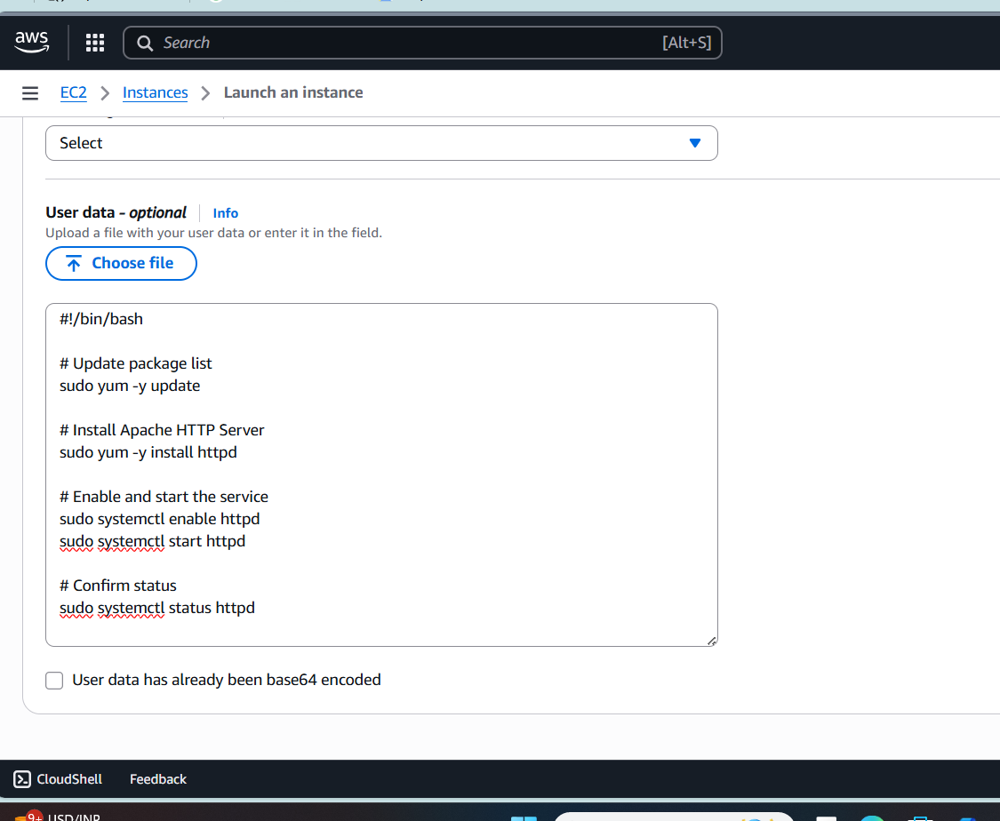 aws
Search
[Alt+S]
EC2
Instances
Launch an instance
Select
User data - optional
Info
Upload a file with your user data or enter it in the field.
Choose file
#!/bin/bash
# Update package list
sudo yum -y update
# Install Apache HTTP Server
sudo yum -y install httpd
# Enable and start the service
sudo systemctl enable httpd
sudo systemctl start httpd
# Confirm status
sudo systemctl status httpd
User data has already been base64 encoded
CloudShell
Feedback
9+
USD/INR